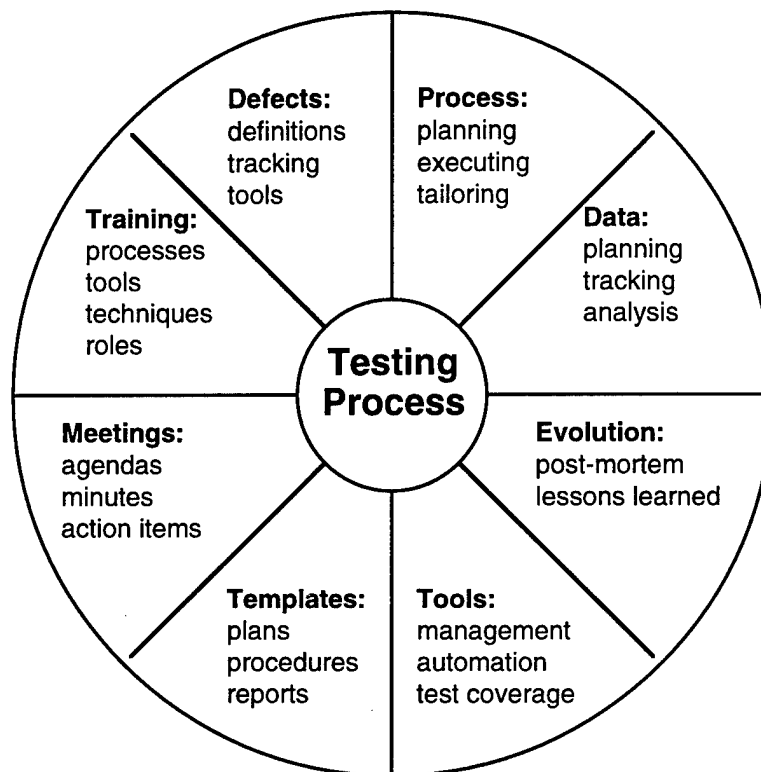 Defects:
definitions
tracking
tools
Process:
planning
executing
tailoring
Training:
processes
tools
techniques
roles
Data:
planning
tracking
analysis
Testing
Process
Meetings:
agendas
minutes
action items
Evolution:
post-mortem
lessons learned
Templates:
plans
procedures
reports
Tools:
management
automation
test coverage